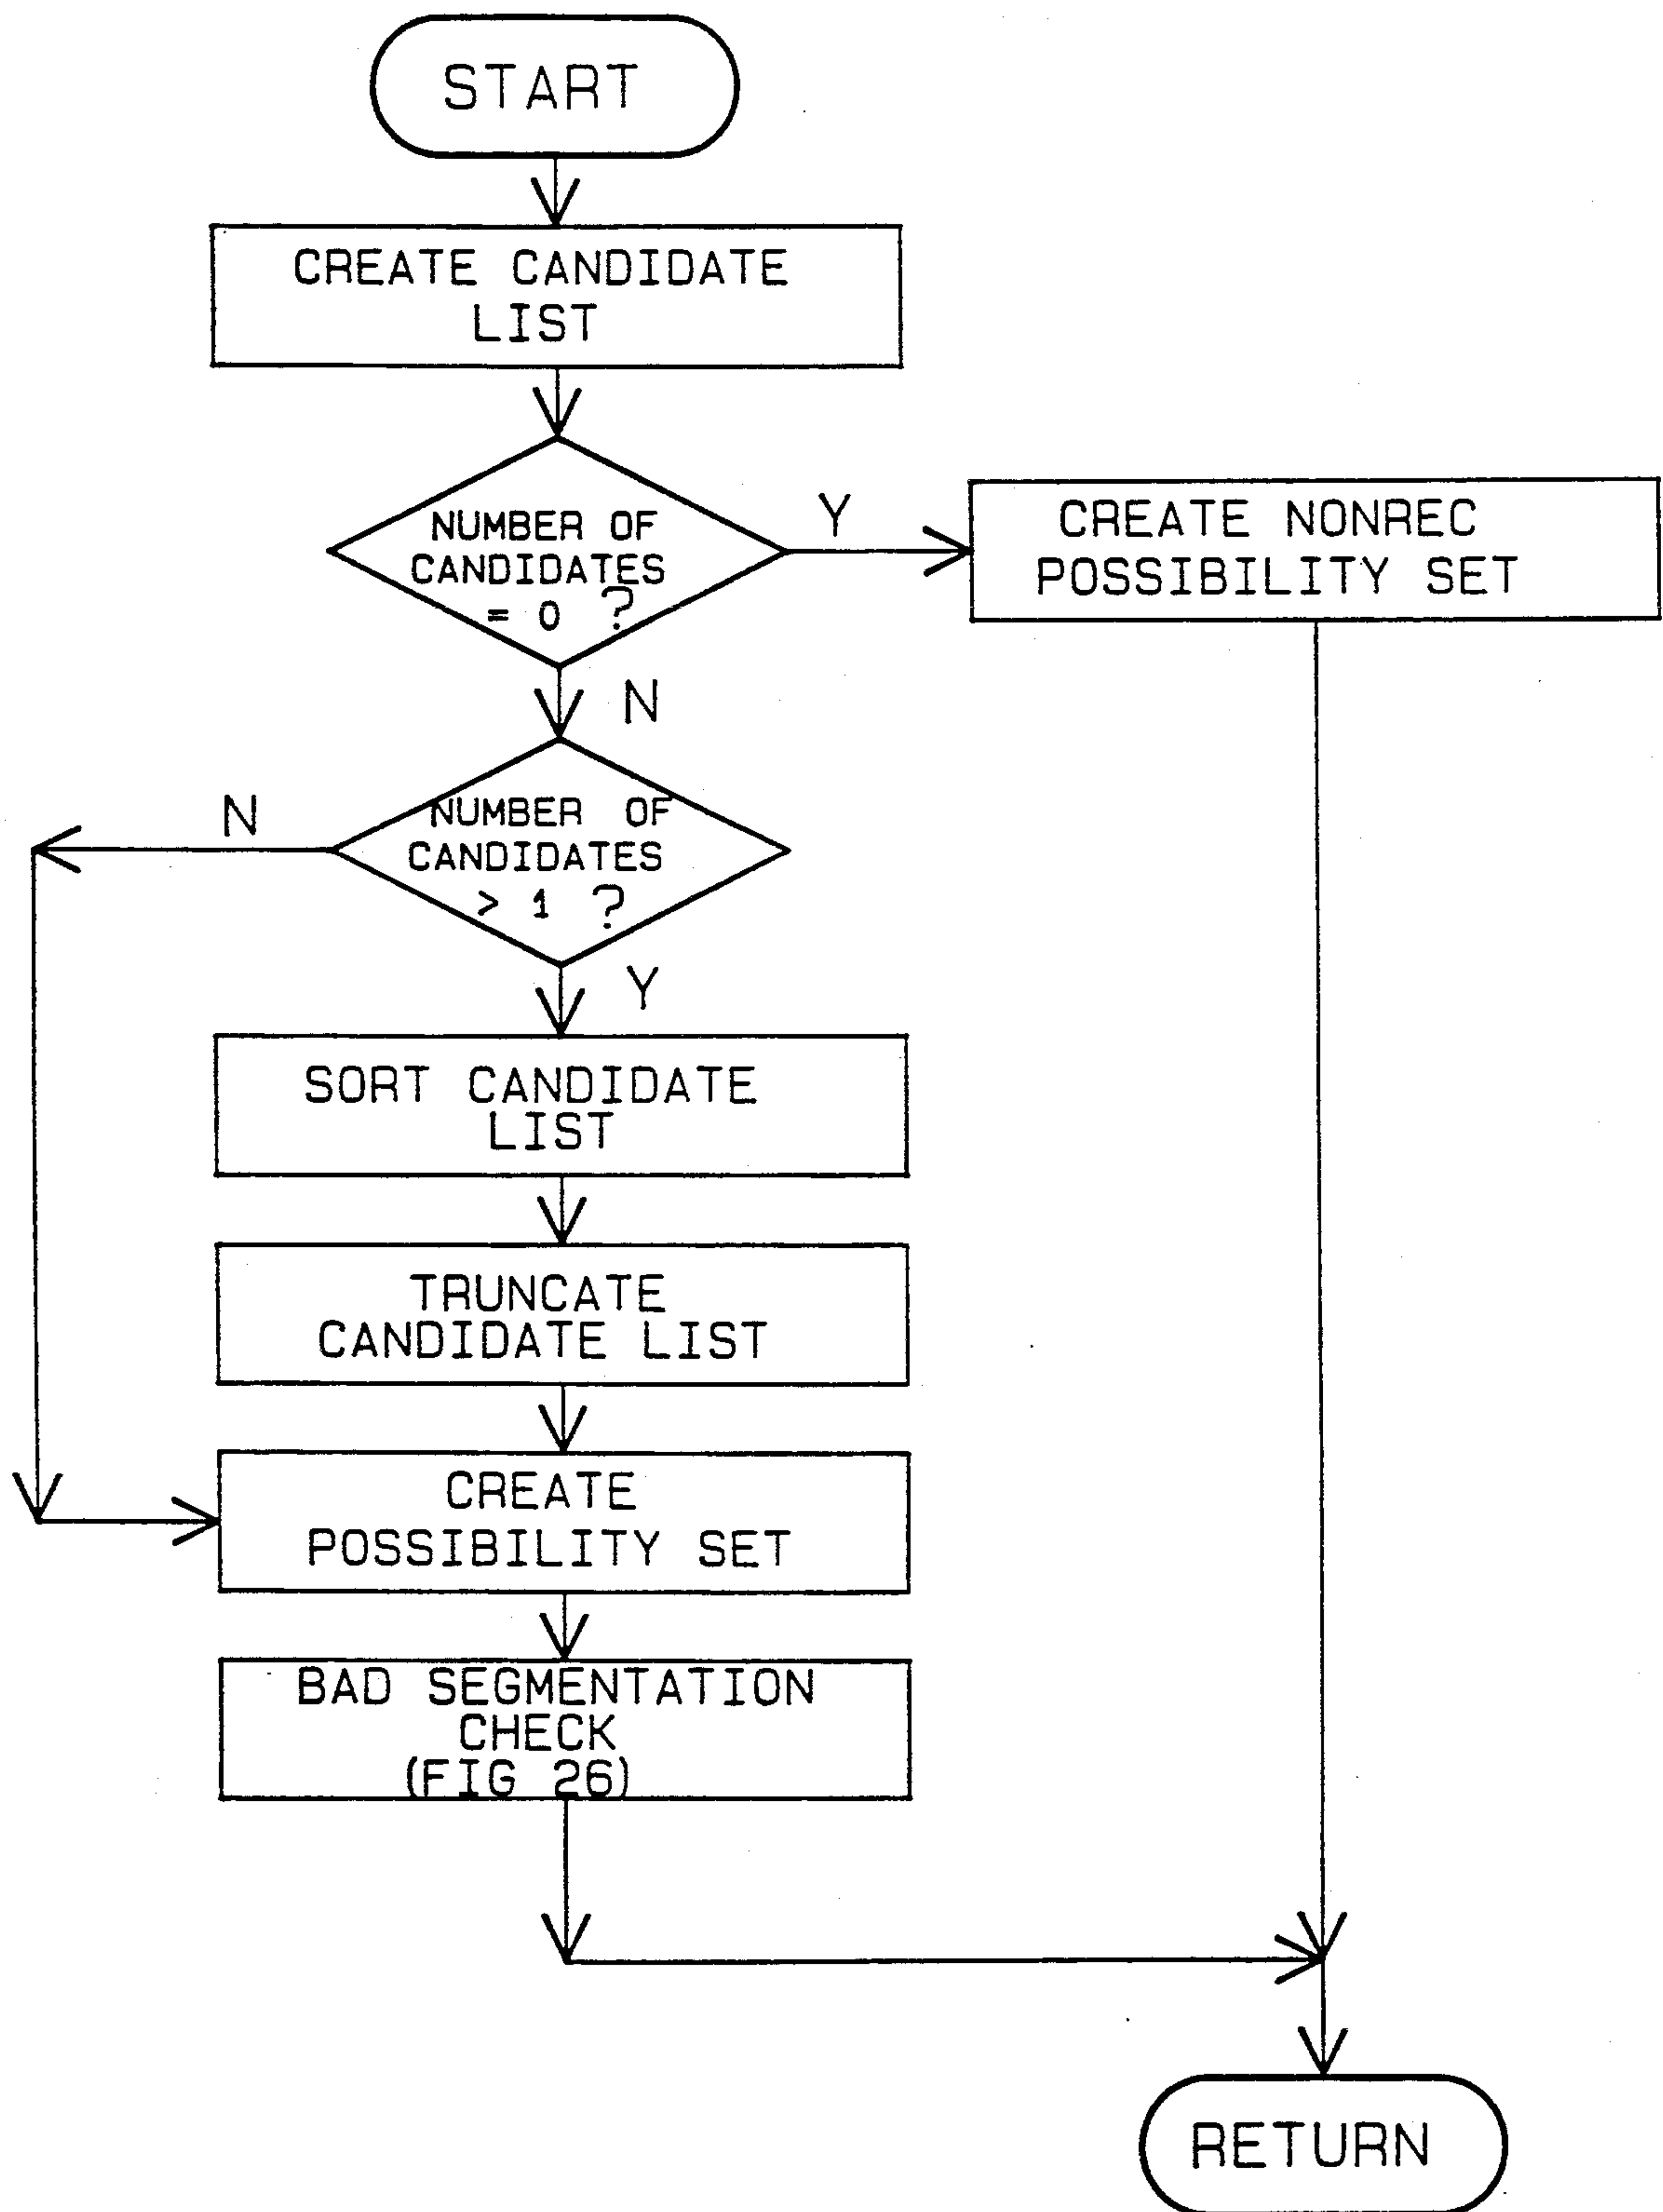 START
CREATE CANDIDATE
LIST
NUMBER OF
CANDIDATES
= 0 ?
Y
CREATE NONREC
POSSIBILITY SET
N
NUMBER OF
CANDIDATES
> 1 ?
N
Y
SORT CANDIDATE
LIST
TRUNCATE
CANDIDATE LIST
CREATE
POSSIBILITY SET
BAD SEGMENTATION
CHECK
(FIG 26)
RETURN